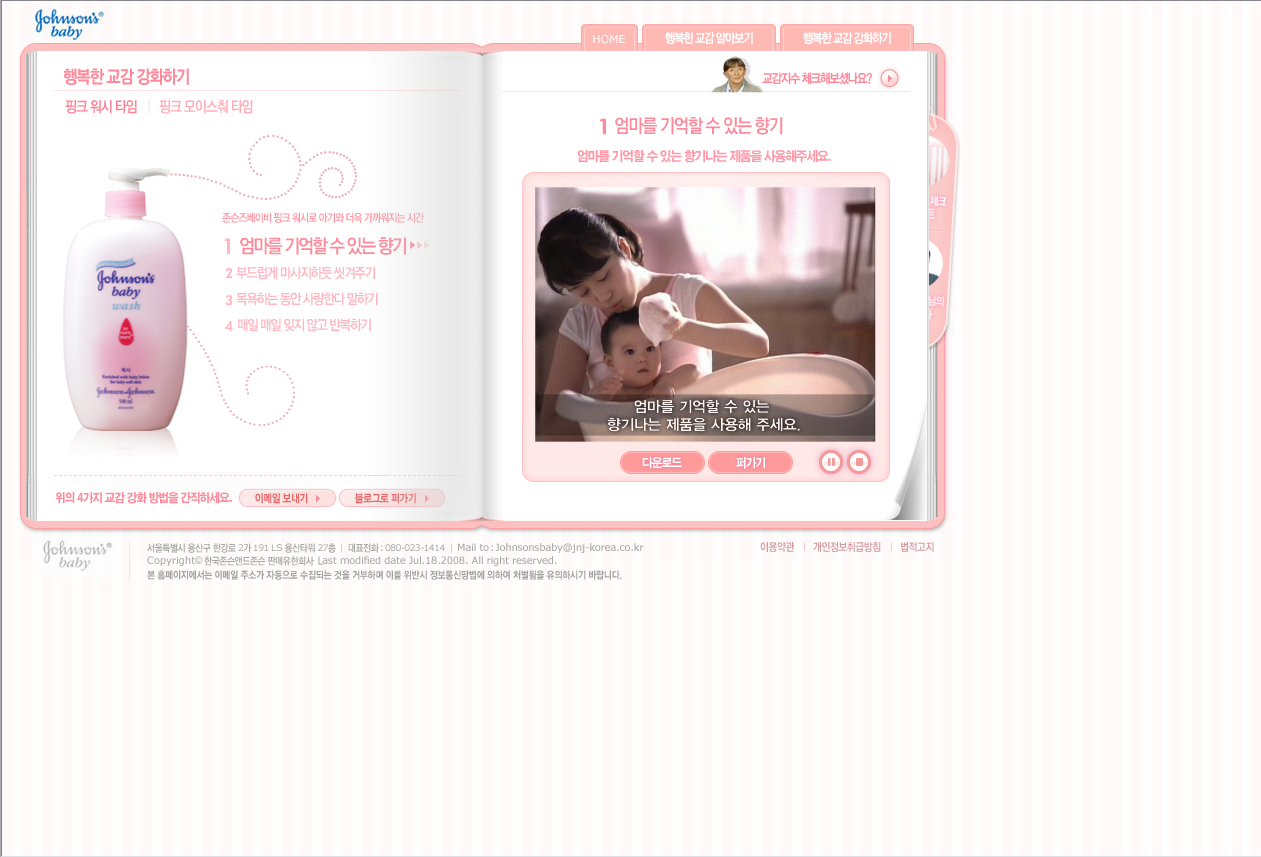 Johnson's®
baby
HOME
행복한 교감 알아보기
행복한 교감 강화하기
행복한 교감 강화하기
핑크 워시 타임
핑크 모이스춰 타임
존슨즈베이비 핑크 워시로 아기와 더욱 가까워지는 시간
1 엄마를 기억할 수 있는 향기
2 부드럽게 마사지하듯 씻겨주기
3 목욕하는 동안 사랑한다 말하기
4 매일 매일 잊지 않고 반복하기
Johnson's
baby
wash
워시
Enriched with baby lotion
for baby soft skin
Johnson & Johnson
500 ml
위의 4가지 교감 강화 방법을 간직하세요.
이메일 보내기
블로그로 퍼가기
교감지수 체크해보셨나요?
1 엄마를 기억할 수 있는 향기
엄마를 기억할 수 있는 향기나는 제품을 사용해주세요.
엄마를 기억할 수 있는
향기나는 제품을 사용해 주세요.
다운로드
퍼가기
체크
트
님의
Johnson's®
baby
서울특별시 용산구 한강로 2가 191 LS 용산타워 27층 | 대표전화 : 080-023-1414 | Mail to : Johnsonsbaby@jnj-korea.co.kr
Copyright© 한국존슨앤드존슨 판매유한회사 Last modified date Jul.18.2008. All right reserved.
본 홈페이지에서는 이메일 주소가 자동으로 수집되는 것을 거부하며 이를 위반시 정보통신망법에 의하여 처벌됨을 유의하시기 바랍니다.
이용약관 | 개인정보취급방침 | 법적고지